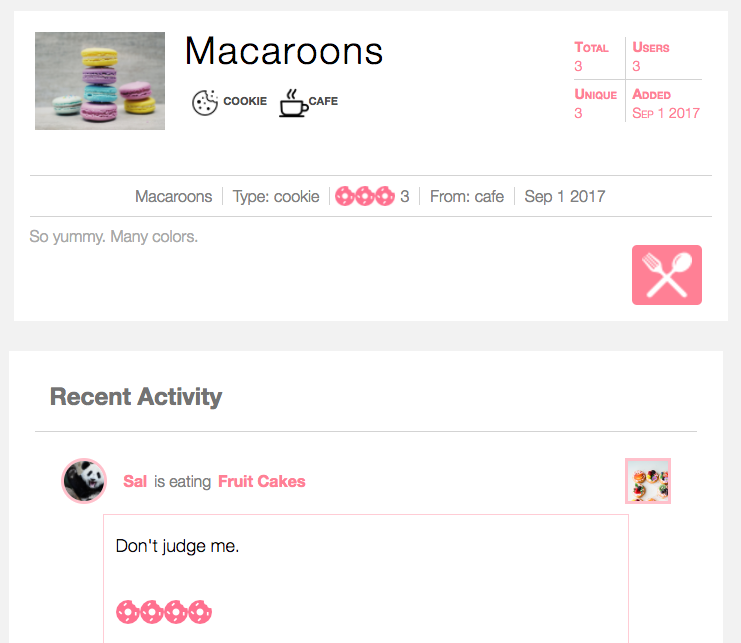 Macaroons
COOKIE CAFE
Total Users
3 3
Unique Added
3 Sep 1 2017
Macaroons Type: cookie 3 From: cafe Sep 1 2017
So yummy. Many colors.
Recent Activity
Sal is eating Fruit Cakes
Don't judge me.